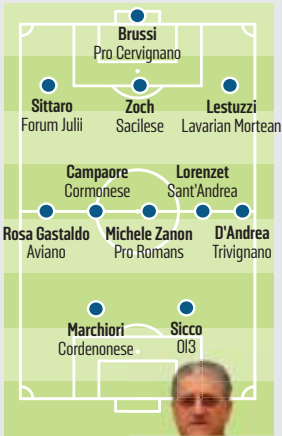 Brussi
Pro Cervignano
Sittaro
Forum Julii
Zoch
Sacilese
Lestuzzi
Lavarian Mortean
Campaore
Cormonese
Lorenzet
Sant'Andrea
Rosa Gastaldo
Aviano
Michele Zanon
Pro Romans
D'Andrea
Trivignano
Marchiori
Cordenonese
Sicco
Ol3